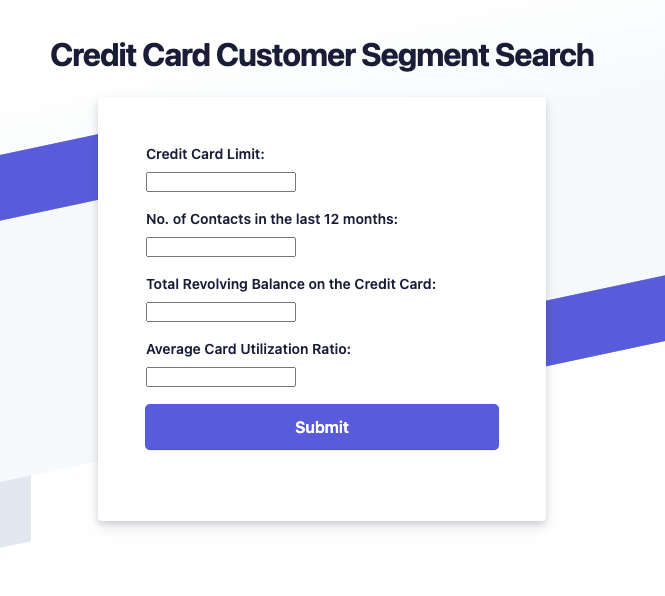 Credit Card Customer Segment Search
Credit Card Limit:
No. of Contacts in the last 12 months:
Total Revolving Balance on the Credit Card:
Average Card Utilization Ratio:
Submit